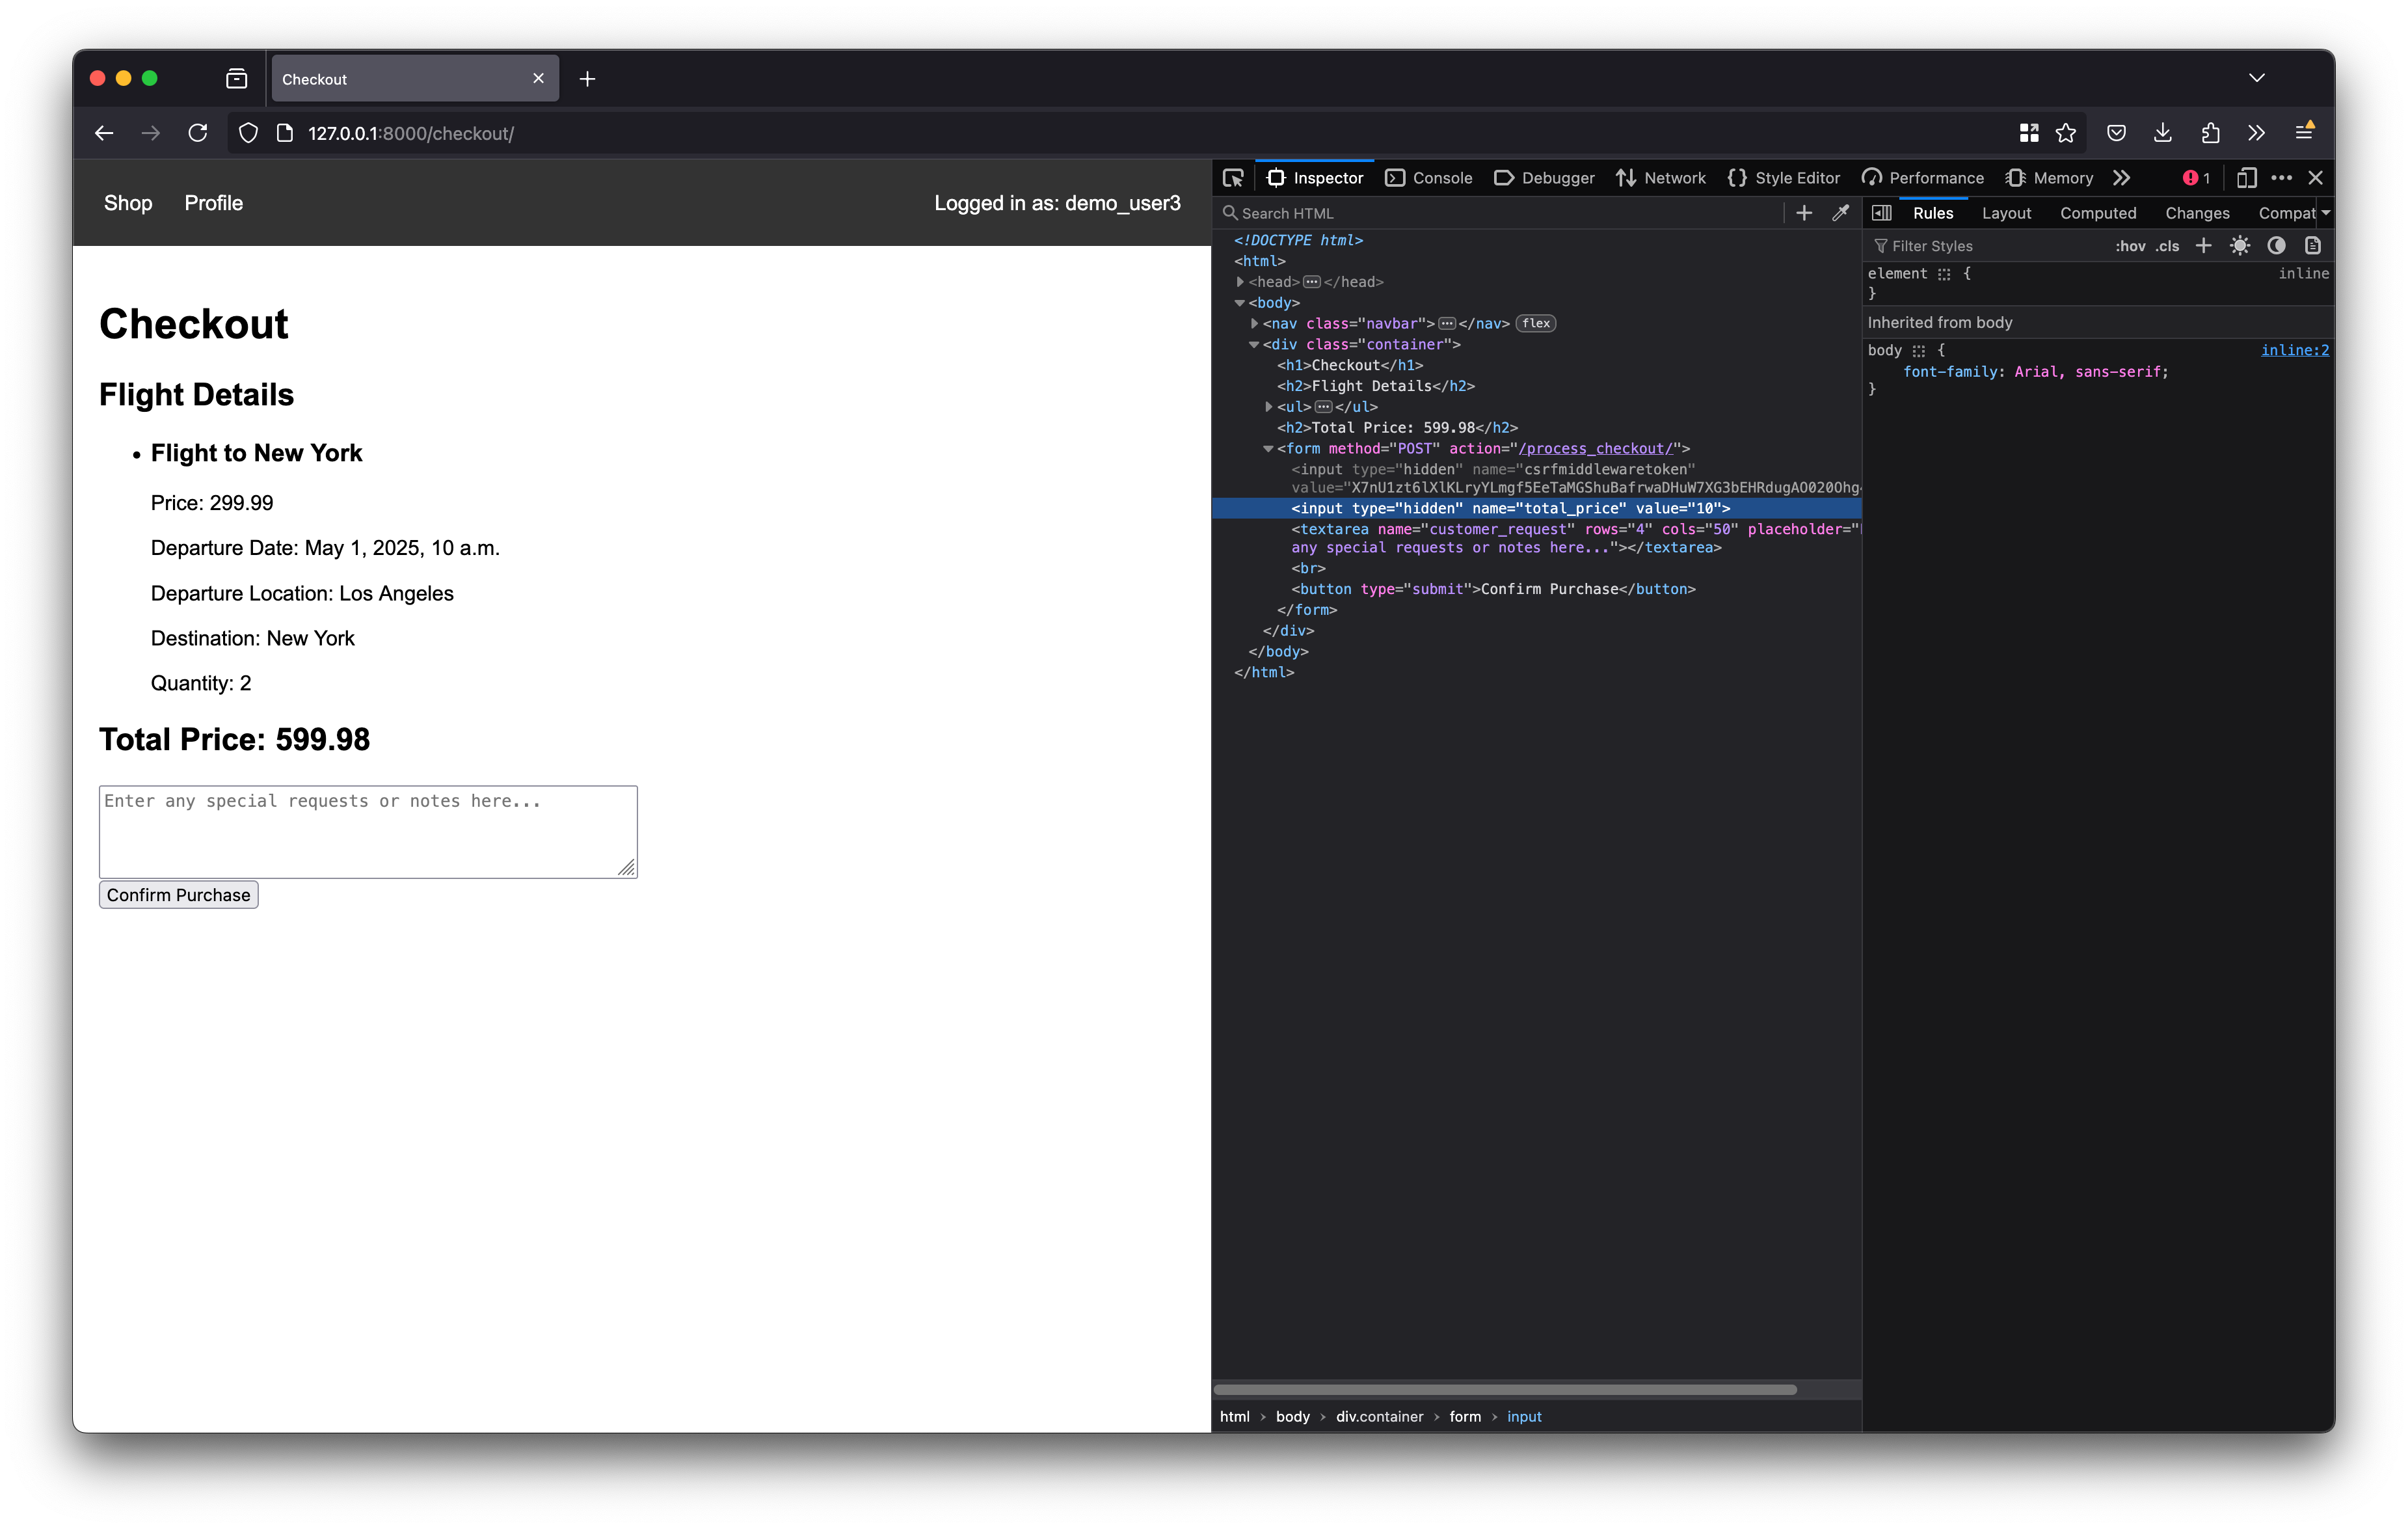 Checkout
127.0.0.1:8000/checkout/
Shop Profile Logged in as: demo_user3
Checkout
Flight Details
Flight to New York
Price: 299.99
Departure Date: May 1, 2025, 10 a.m.
Departure Location: Los Angeles
Destination: New York
Quantity: 2
Total Price: 599.98
Enter any special requests or notes here...
Confirm Purchase
Inspector Console Debugger Network Style Editor Performance Memory 1
Search HTML
<!DOCTYPE html>
<html>
<head></head>
<body>
<nav class="navbar"></nav> flex
<div class="container">
<h1>Checkout</h1>
<h2>Flight Details</h2>
<ul></ul>
<h2>Total Price: 599.98</h2>
<form method="POST" action="/process_checkout/">
<input type="hidden" name="csrfmiddlewaretoken"
value="
<input type="hidden" name="total_price" value="10">
<textarea name="customer_request" rows="4" cols="50" placeholder="
any special requests or notes here..."></textarea>
<br>
<button type="submit">Confirm Purchase</button>
</form>
</div>
</body>
</html>
html body div.container form input
Rules Layout Computed Changes Compat
Filter Styles :hov .cls
element { inline
}
Inherited from body
body { inline:2
font-family: Arial, sans-serif;
}